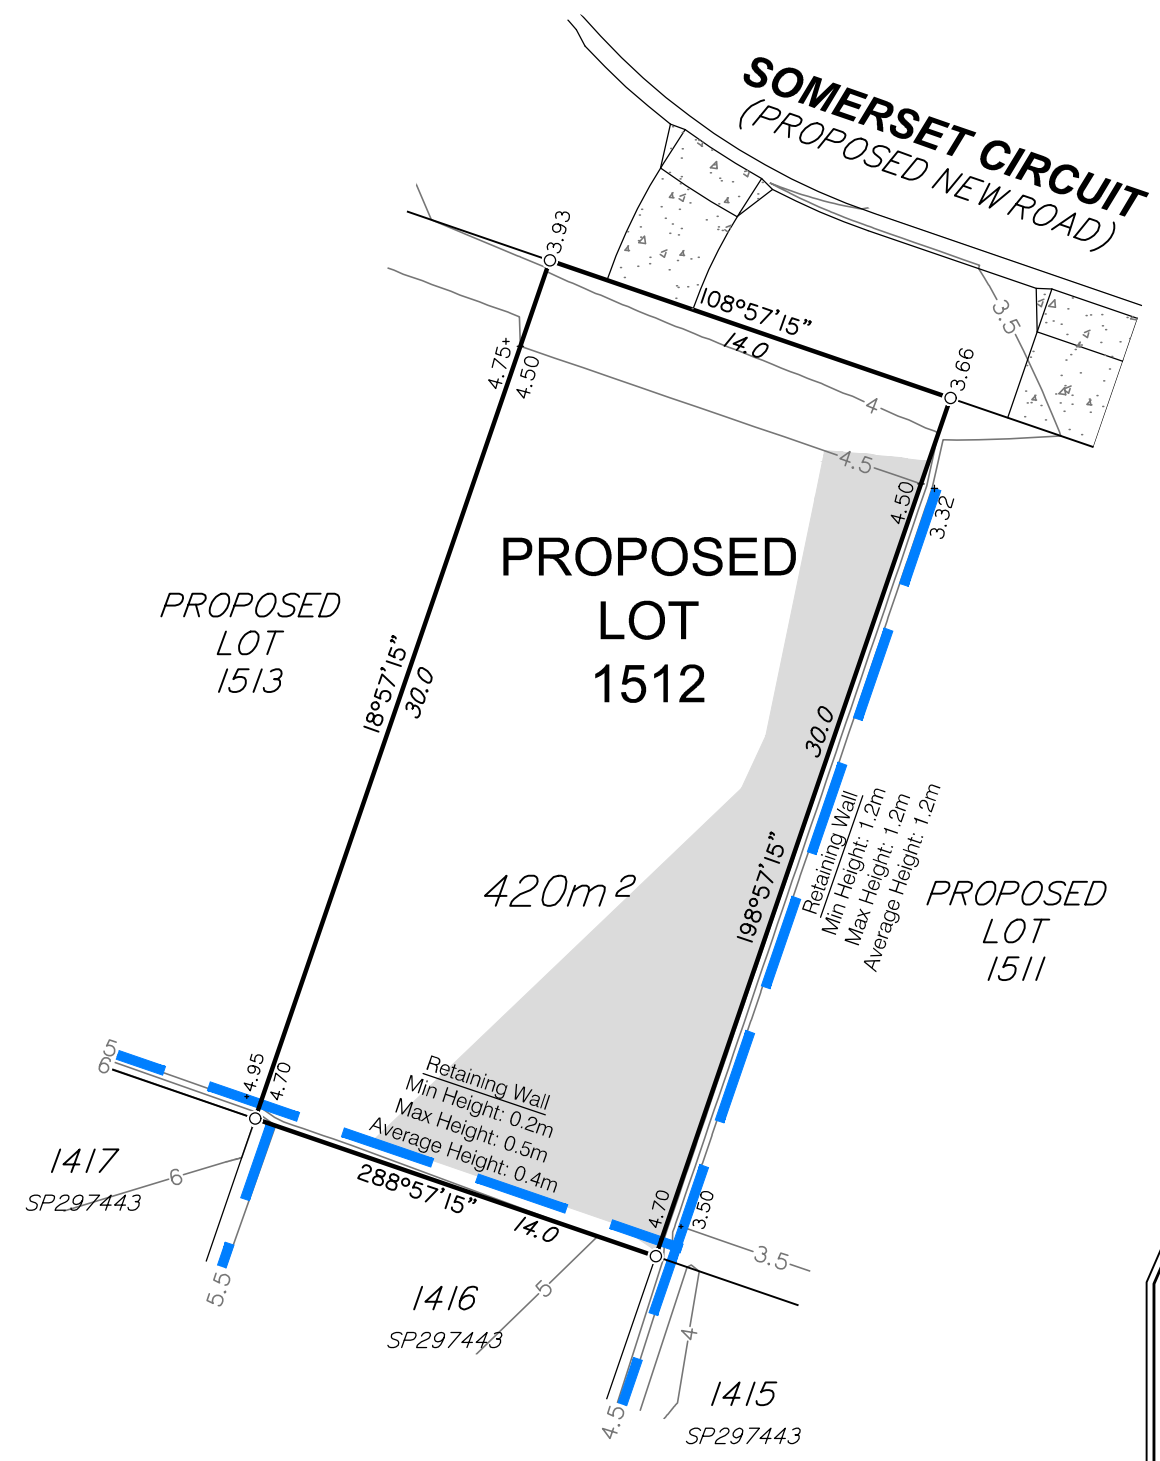 SOMERSET CIRCUIT
(PROPOSED NEW ROAD)
3.93
108°57'15"
14.0
3.5
3.66
4
4.75
4.50
4.5
4.50
3.32
PROPOSED
LOT
1512
PROPOSED
LOT
1513
18°57'15"
30.0
30.0
198°57'15"
420m²
Retaining Wall
Min Height: 1.2m
Max Height: 1.2m
Average Height: 1.2m
PROPOSED
LOT
1511
5
6
4.95
4.70
Retaining Wall
Min Height: 0.2m
Max Height: 0.5m
Average Height: 0.4m
288°57'15"
14.0
4.70
3.50
3.5
1417
SP297443
6
5.5
1416
SP297443
5
4
4.5
1415
SP297443